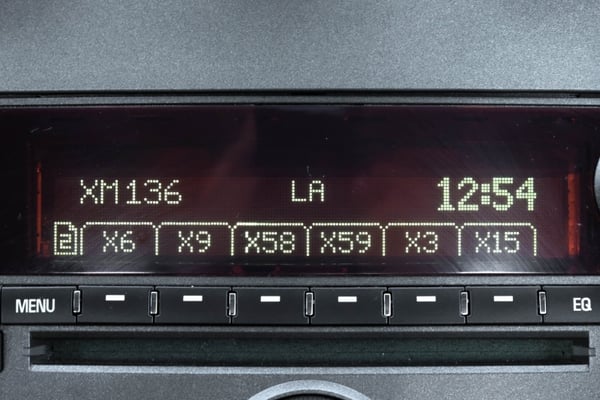 XM136 LA 12:54
2 X6 X9 X58 X59 X3 X15
MENU EQ